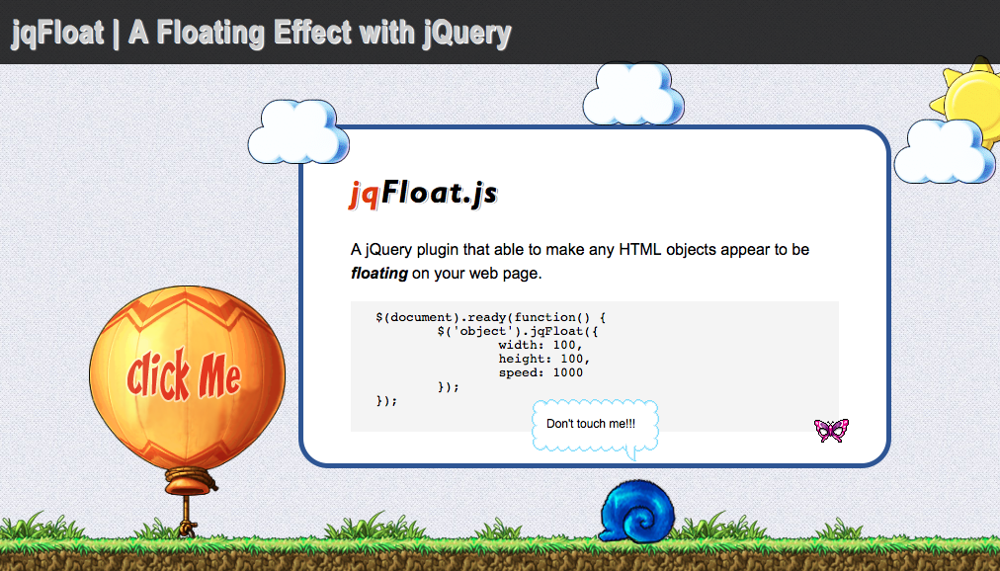 jqFloat | A Floating Effect with jQuery
jqFloat.js
A jQuery plugin that able to make any HTML objects appear to be
floating on your web page.
$(document).ready(function() {
        $('object').jqFloat({
                width: 100,
                height: 100,
                speed: 1000
        });
});
Click Me
Don't touch me!!!